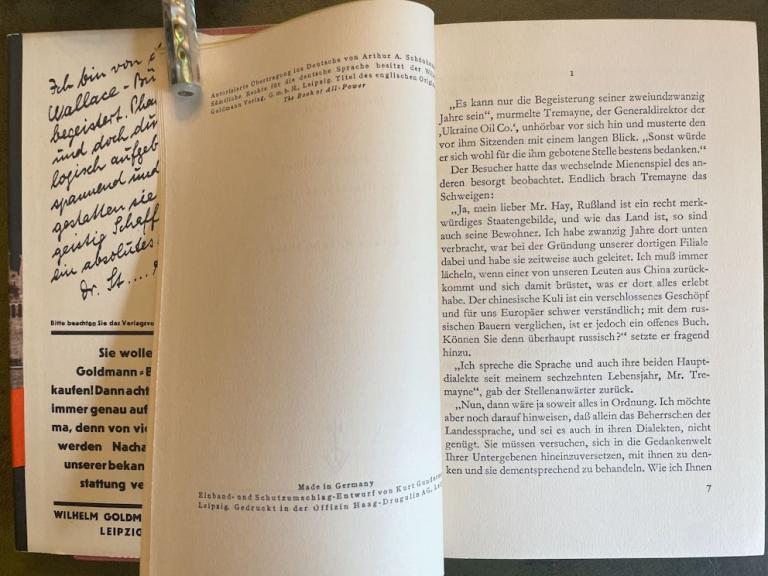 Ich bin von
Wallace-Bü
begeistert. Cha
und doch
logisch aufgeb
spannend und
gestatten sie
geistig Schaff
ein absolutes
Dr. St....
Bitte beachten Sie das Verlagsve
Sie wolle
Goldmann-B
kaufen! Dann acht
immer genau auf
ma, denn von vie
werden Nacha
unserer bekan
stattung ve
WILHELM GOLDM
LEIPZIG
Autorisierte Übertragung ins Deutsche von Arthur A. Schönhausen
Sämtliche Rechte für die deutsche Sprache besitzt der Wilhe
Goldmann Verlag, G. m. b. H., Leipzig. Titel des englischen Origin
The Book of All-Power
Made in Germany
Einband- und Schutzumschlag-Entwurf von Kurt Gunderm
Leipzig. Gedruckt in der Offizin Haag-Drugulin AG, Lei
1
„Es kann nur die Begeisterung seiner zweiundzwanzig
Jahre sein“, murmelte Tremayne, der Generaldirektor der
‚Ukraine Oil Co.‘, unhörbar vor sich hin und musterte den
vor ihm Sitzenden mit einem langen Blick. „Sonst würde
er sich wohl für die ihm gebotene Stelle bestens bedanken.“
Der Besucher hatte das wechselnde Mienenspiel des an-
deren besorgt beobachtet. Endlich brach Tremayne das
Schweigen:
„Ja, mein lieber Mr. Hay, Rußland ist ein recht merk-
würdiges Staatengebilde, und wie das Land ist, so sind
auch seine Bewohner. Ich habe zwanzig Jahre dort unten
verbracht, war bei der Gründung unserer dortigen Filiale
dabei und habe sie zeitweise auch geleitet. Ich muß immer
lächeln, wenn einer von unseren Leuten aus China zurück-
kommt und sich damit brüstet, was er dort alles erlebt
habe. Der chinesische Kuli ist ein verschlossenes Geschöpf
und für uns Europäer schwer verständlich; mit dem rus-
sischen Bauern verglichen, ist er jedoch ein offenes Buch.
Können Sie denn überhaupt russisch?“ setzte er fragend
hinzu.
„Ich spreche die Sprache und auch ihre beiden Haupt-
dialekte seit meinem sechzehnten Lebensjahr, Mr. Tre-
mayne“, gab der Stellenanwärter zurück.
„Nun, dann wäre ja soweit alles in Ordnung. Ich möchte
aber noch darauf hinweisen, daß allein das Beherrschen der
Landessprache, und sei es auch in ihren Dialekten, nicht
genügt. Sie müssen versuchen, sich in die Gedankenwelt
Ihrer Untergebenen hineinzuversetzen, mit ihnen zu den-
ken und sie dementsprechend zu behandeln. Wie ich Ihnen
7